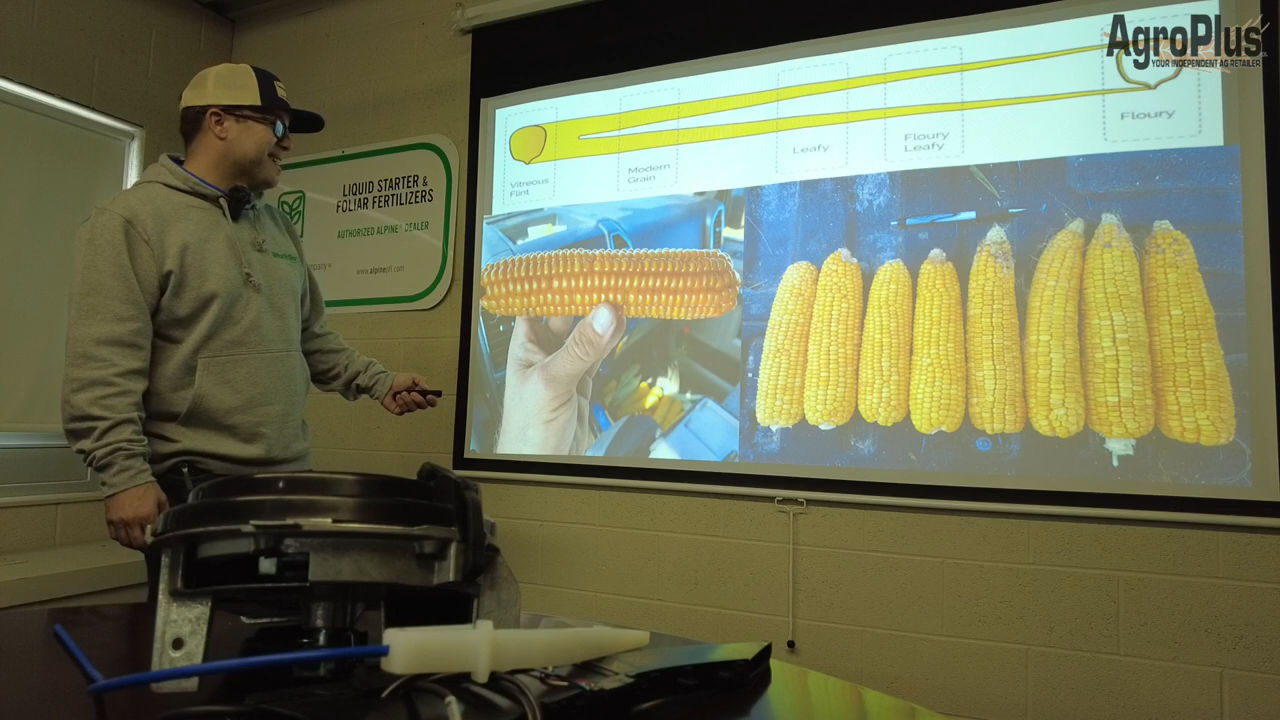 AgroPlus
YOUR INDEPENDENT AG RETAILER
Vitreous
Flint
Modern
Grain
Leafy
Floury
Leafy
Floury
LIQUID STARTER &
FOLIAR FERTILIZERS
AUTHORIZED ALPINE® DEALER
www.alpinepfl.com